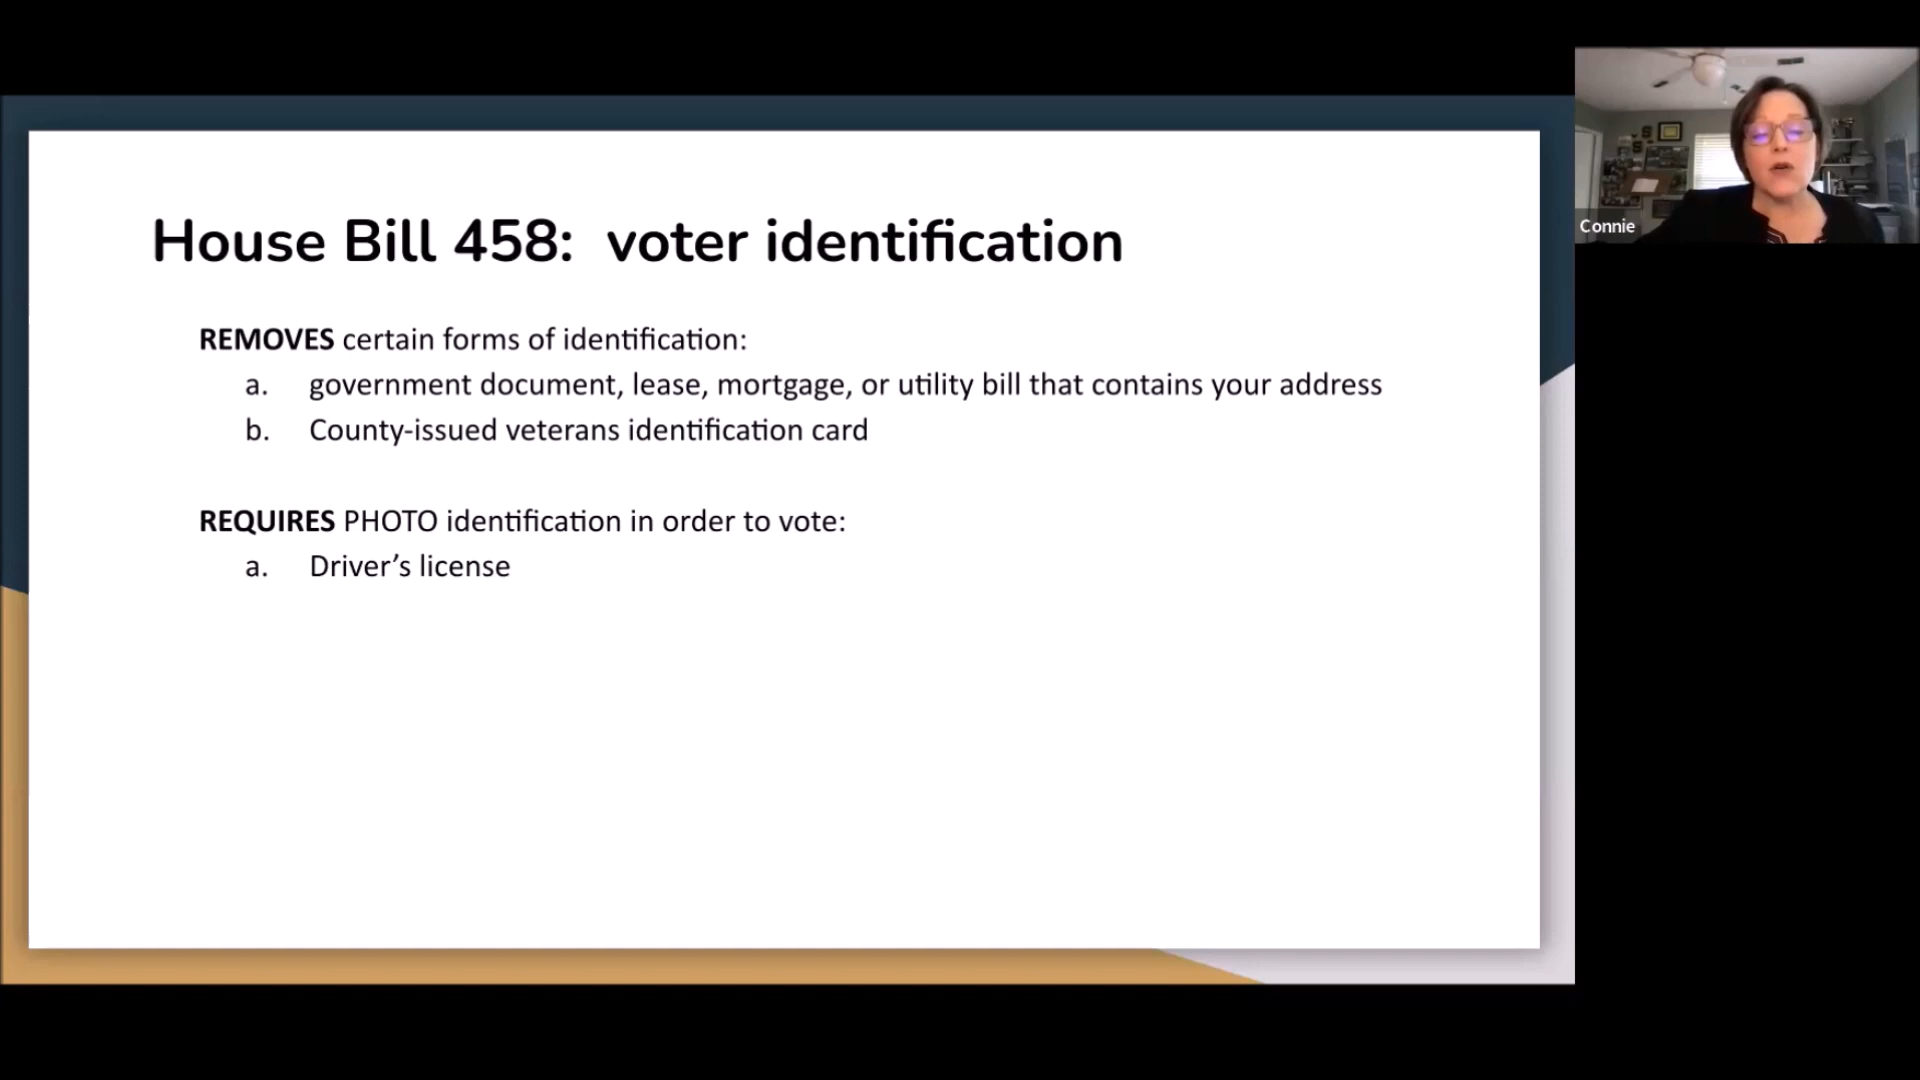 House Bill 458:  voter identification
REMOVES certain forms of identification:
a. government document, lease, mortgage, or utility bill that contains your address
b. County-issued veterans identification card
REQUIRES PHOTO identification in order to vote:
a. Driver’s license
Connie